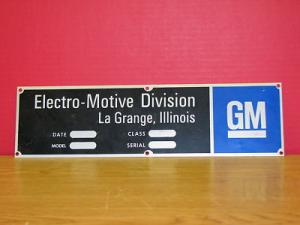 Electro-Motive Division
La Grange, Illinois
DATE CLASS
MODEL SERIAL
GM